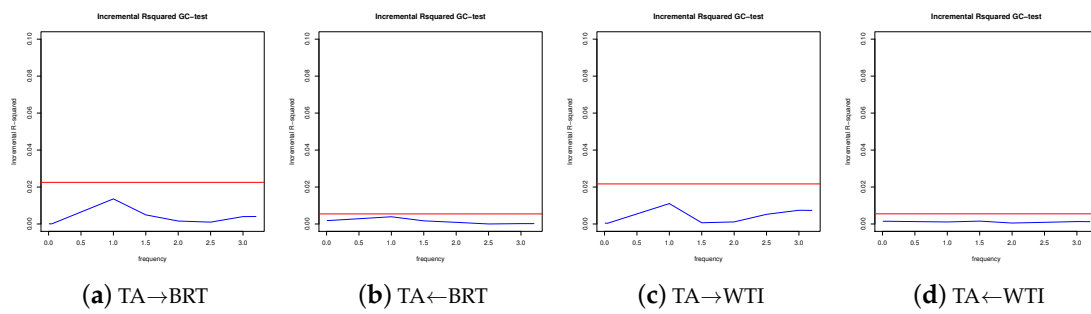 Incremental Rsquared GC-test
Incremental R-squared
0.00 0.02 0.04 0.06 0.08 0.10
0.0 0.5 1.0 1.5 2.0 2.5 3.0
frequency
(a) TA→BRT
Incremental Rsquared GC-test
Incremental R-squared
0.00 0.02 0.04 0.06 0.08 0.10
0.0 0.5 1.0 1.5 2.0 2.5 3.0
frequency
(b) TA←BRT
Incremental Rsquared GC-test
Incremental R-squared
0.00 0.02 0.04 0.06 0.08 0.10
0.0 0.5 1.0 1.5 2.0 2.5 3.0
frequency
(c) TA→WTI
Incremental Rsquared GC-test
Incremental R-squared
0.00 0.02 0.04 0.06 0.08 0.10
0.0 0.5 1.0 1.5 2.0 2.5 3.0
frequency
(d) TA←WTI